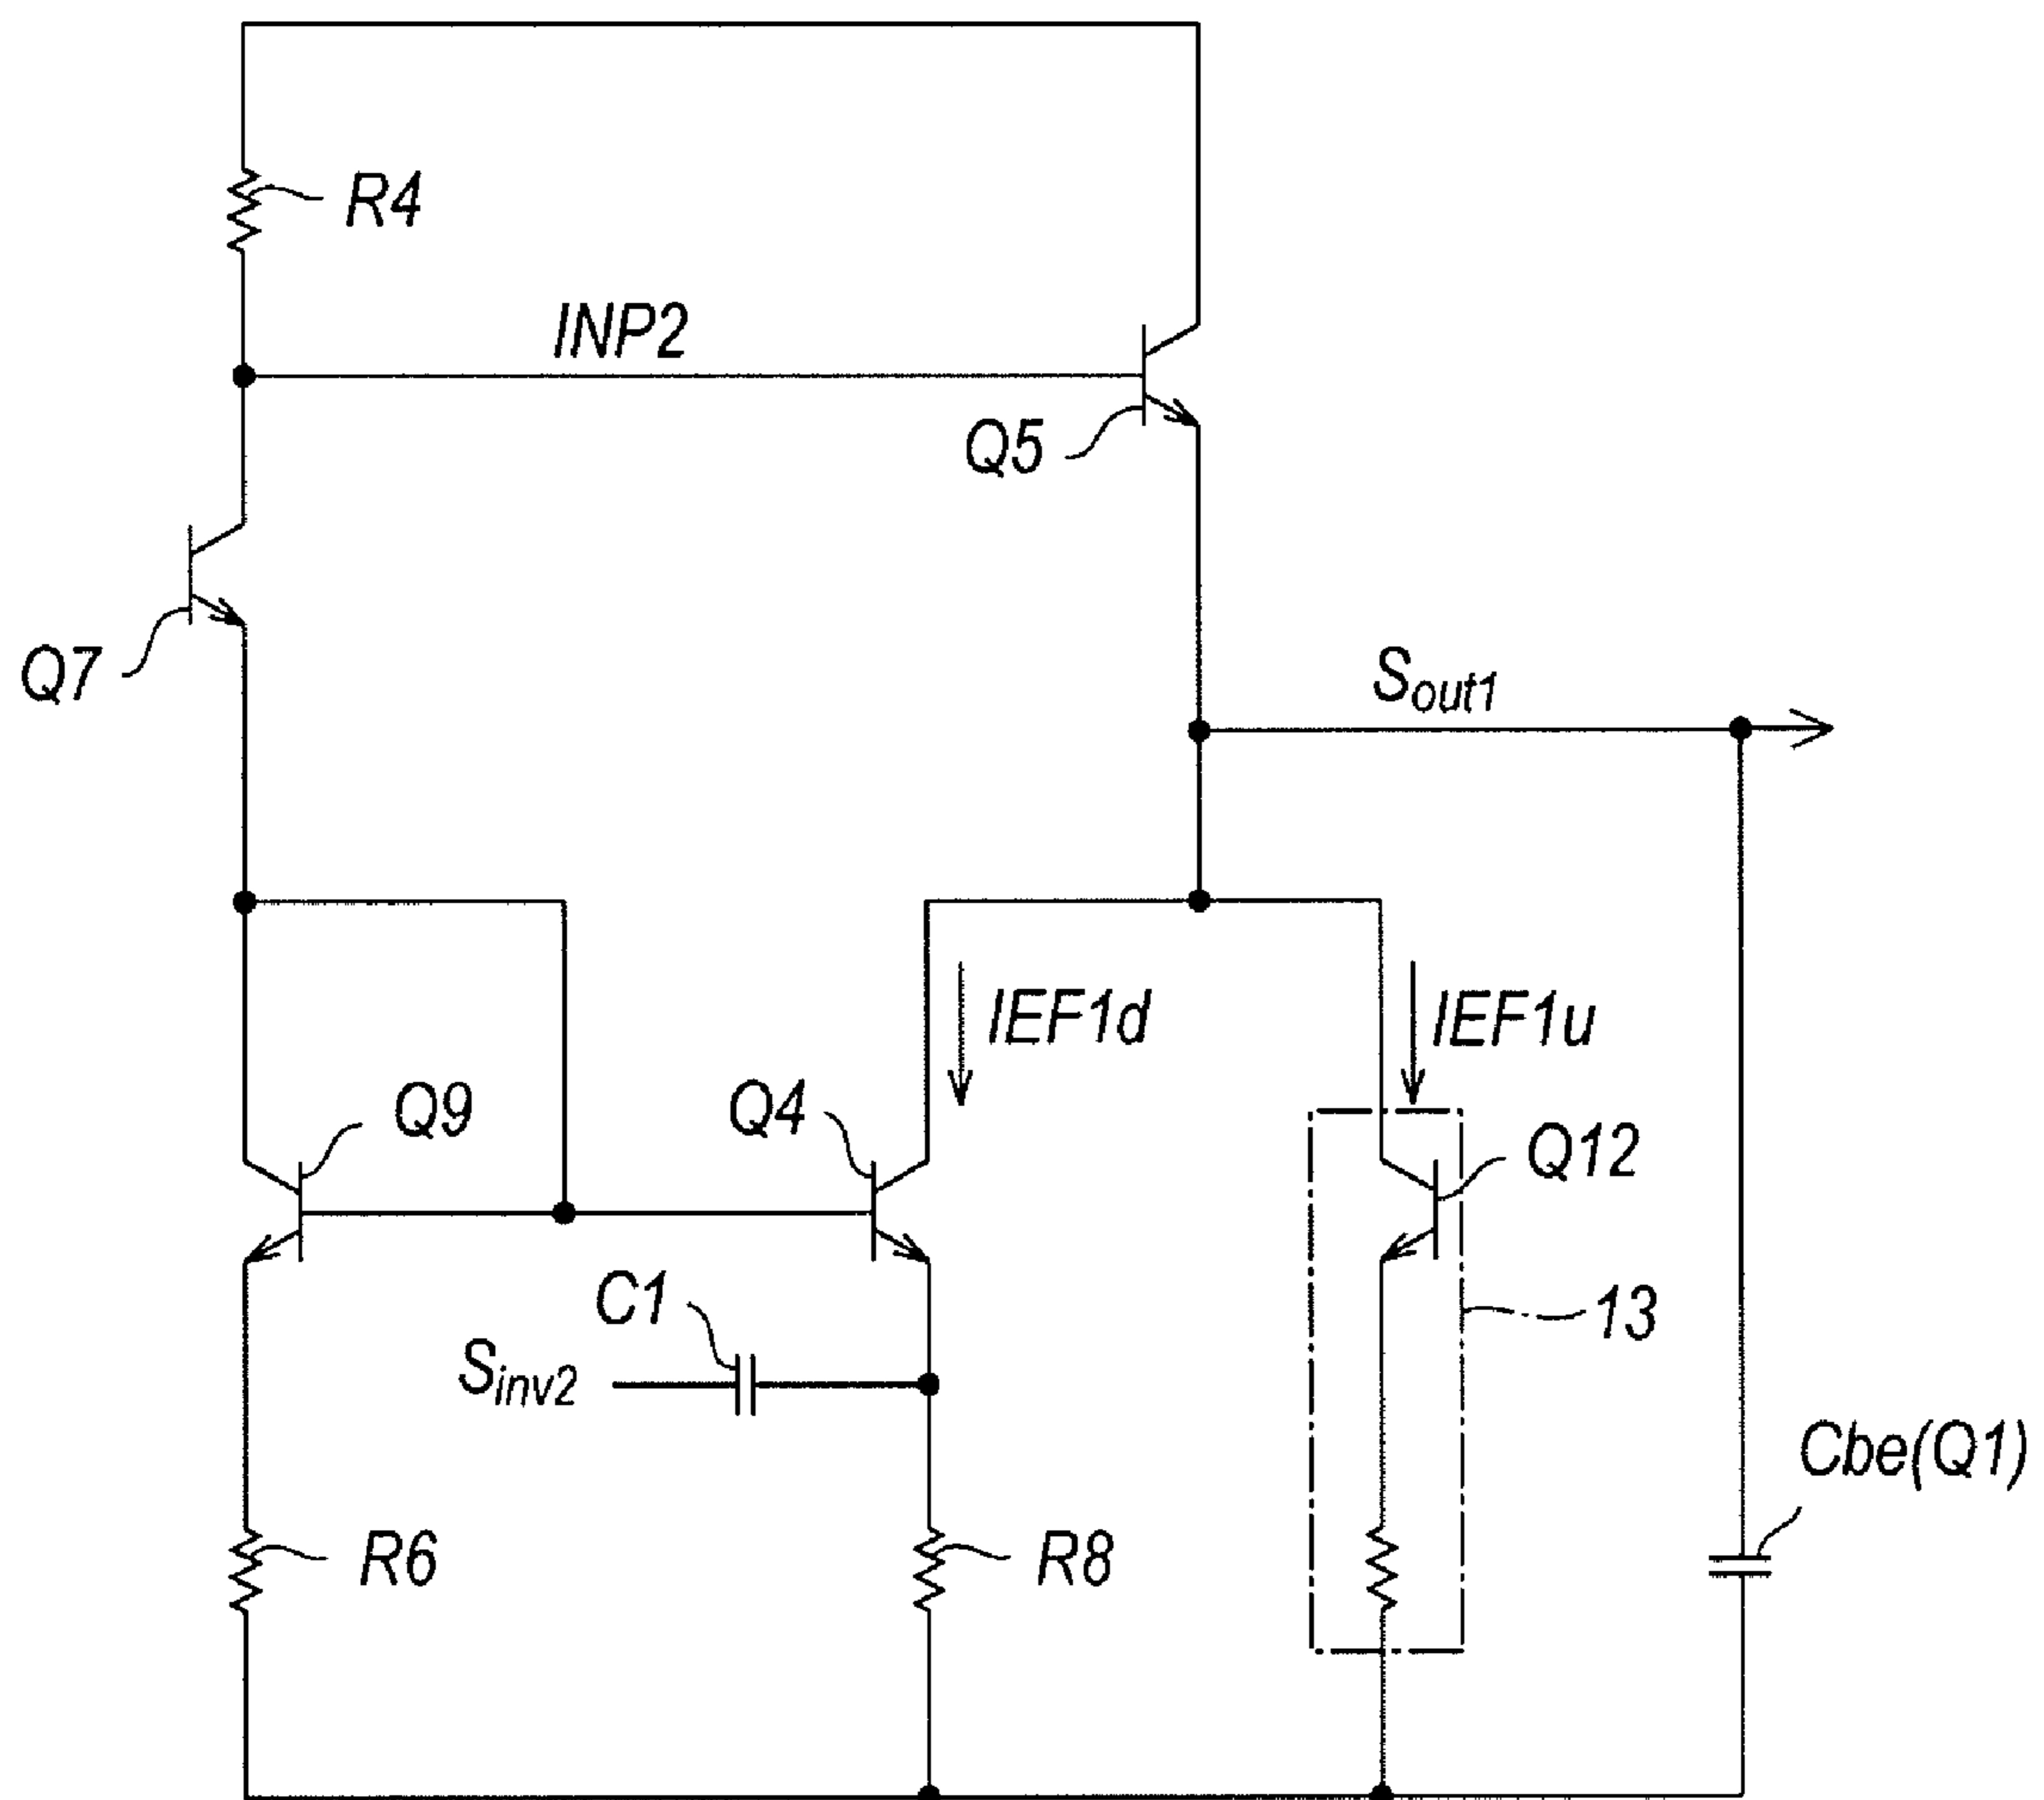 R4
INP2
Q5
Q7
Sout1
IEF1d
IEF1u
Q9
Q4
Q12
C1
13
Sinv2
Cbe(Q1)
R6
R8